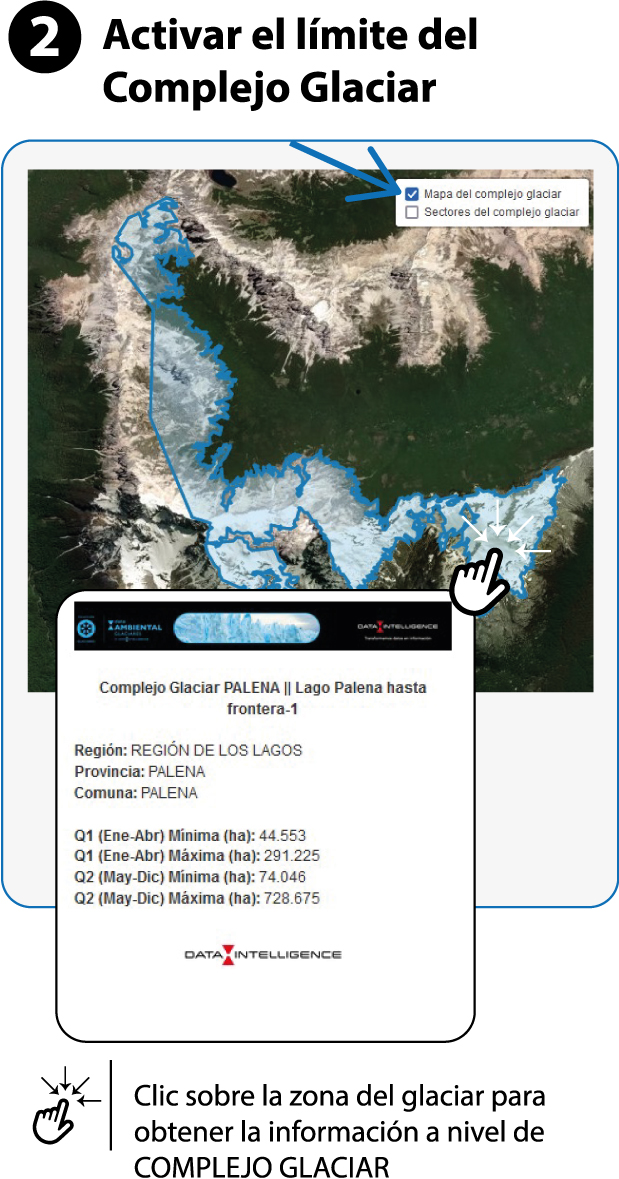 2 Activar el límite del
Complejo Glaciar
Mapa del complejo glaciar
Sectores del complejo glaciar
DATA
AMBIENTAL
GLACIARES
DATA INTELLIGENCE
Transformamos datos en información
Complejo Glaciar PALENA || Lago Palena hasta
frontera-1
Región: REGIÓN DE LOS LAGOS
Provincia: PALENA
Comuna: PALENA
Q1 (Ene-Abr) Mínima (ha): 44.553
Q1 (Ene-Abr) Máxima (ha): 291.225
Q2 (May-Dic) Mínima (ha): 74.046
Q2 (May-Dic) Máxima (ha): 728.675
DATA INTELLIGENCE
Clic sobre la zona del glaciar para
obtener la información a nivel de
COMPLEJO GLACIAR